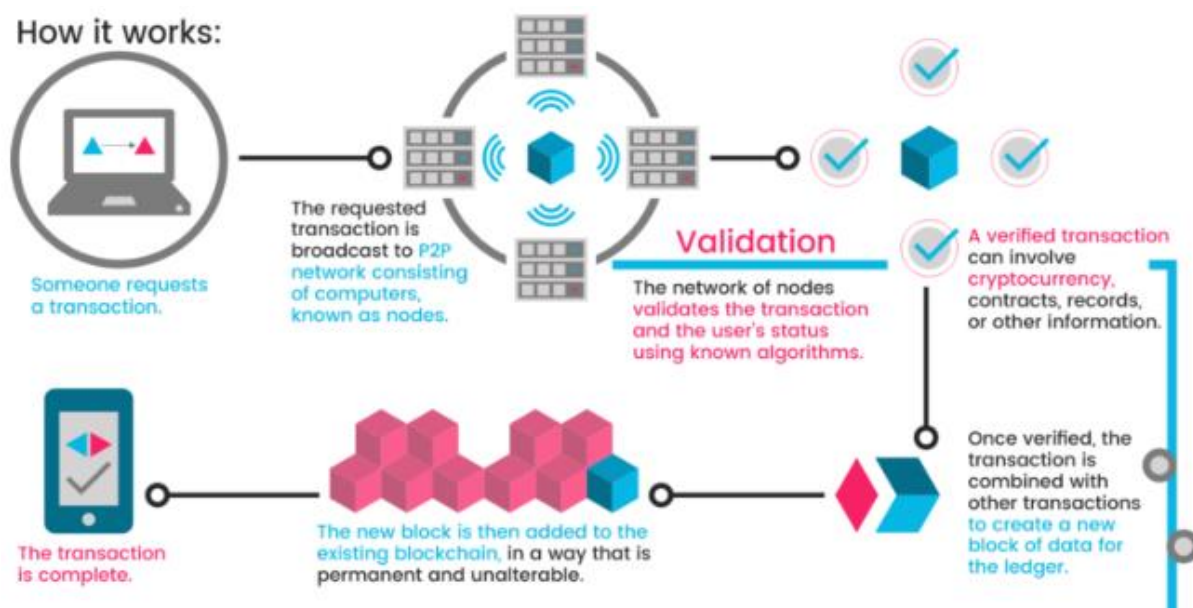 How it works:
Someone requests
a transaction.
The requested
transaction is
broadcast to P2P
network consisting
of computers,
known as nodes.
Validation
The network of nodes
validates the transaction
and the user's status
using known algorithms.
A verified transaction
can involve
cryptocurrency,
contracts, records,
or other information.
Once verified, the
transaction is
combined with
other transactions
to create a new
block of data for
the ledger.
The new block is then added to the
existing blockchain, in a way that is
permanent and unalterable.
The transaction
is complete.